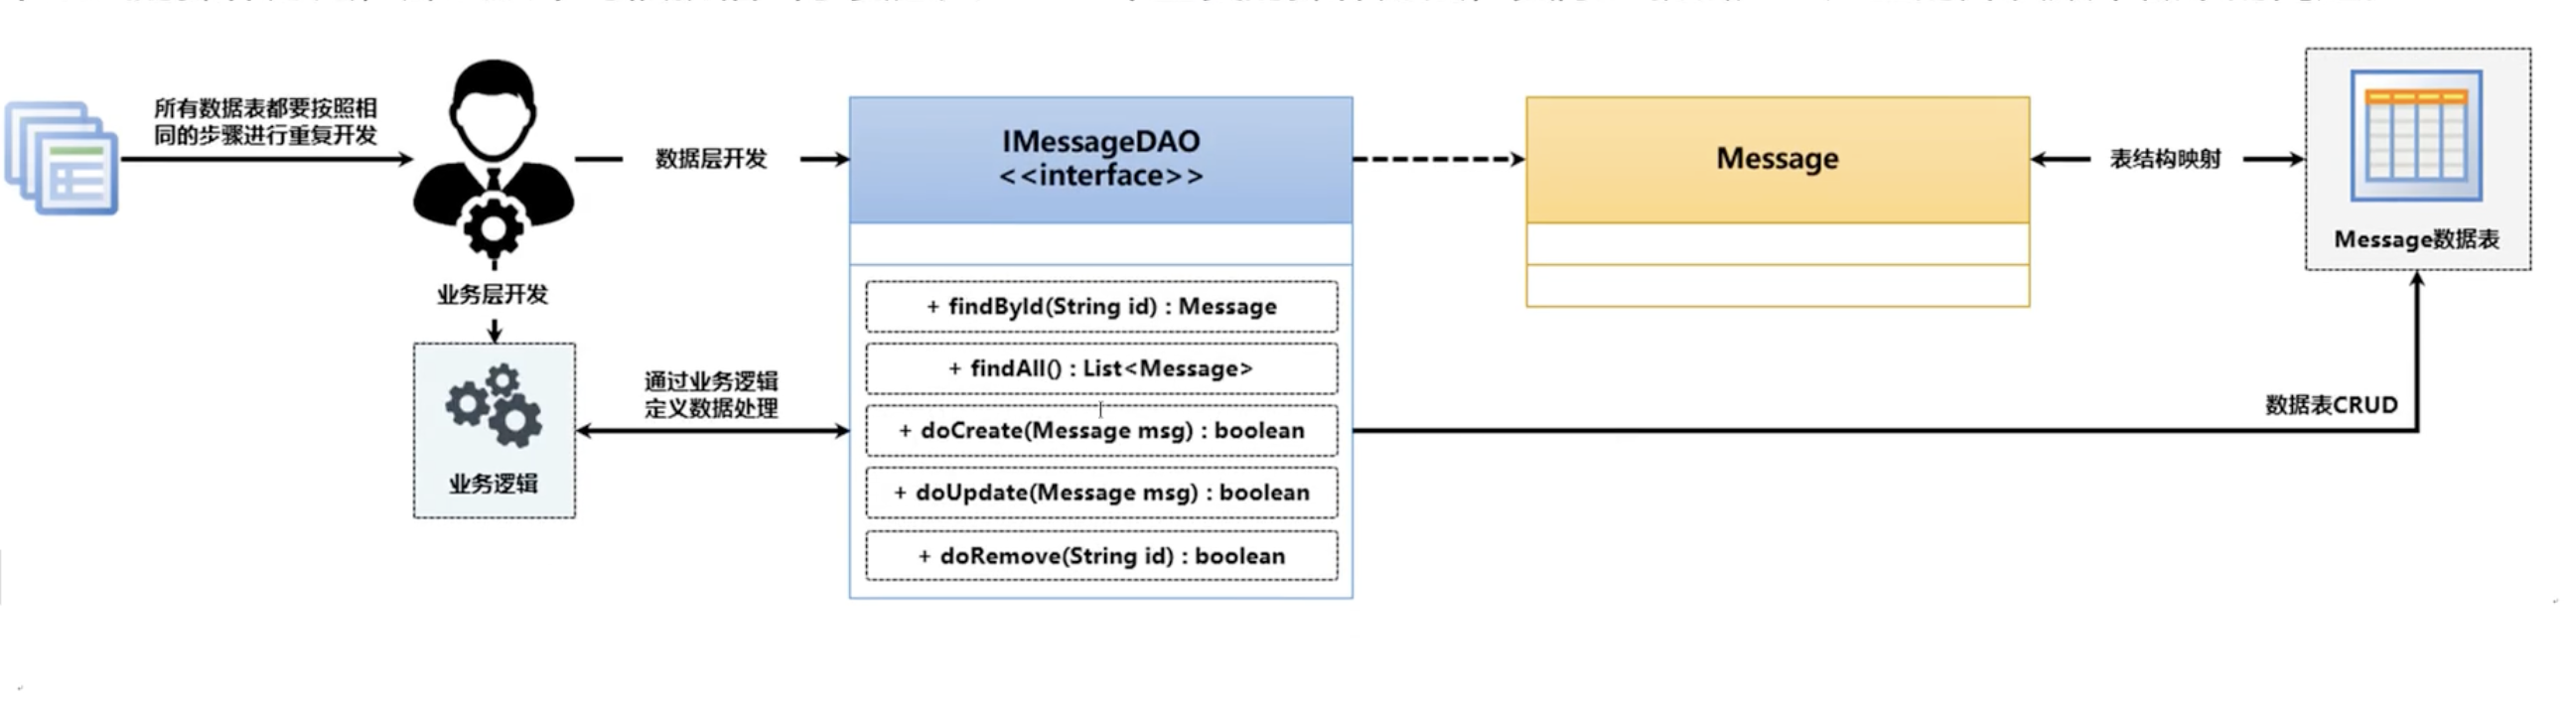 所有数据表都要按照相
同的步骤进行重复开发
数据层开发
IMessageDAO
<<interface>>
Message
表结构映射
Message数据表
业务层开发
+ findById(String id) : Message
+ findAll() : List<Message>
通过业务逻辑
定义数据处理
+ doCreate(Message msg) : boolean
数据表CRUD
业务逻辑
+ doUpdate(Message msg) : boolean
+ doRemove(String id) : boolean